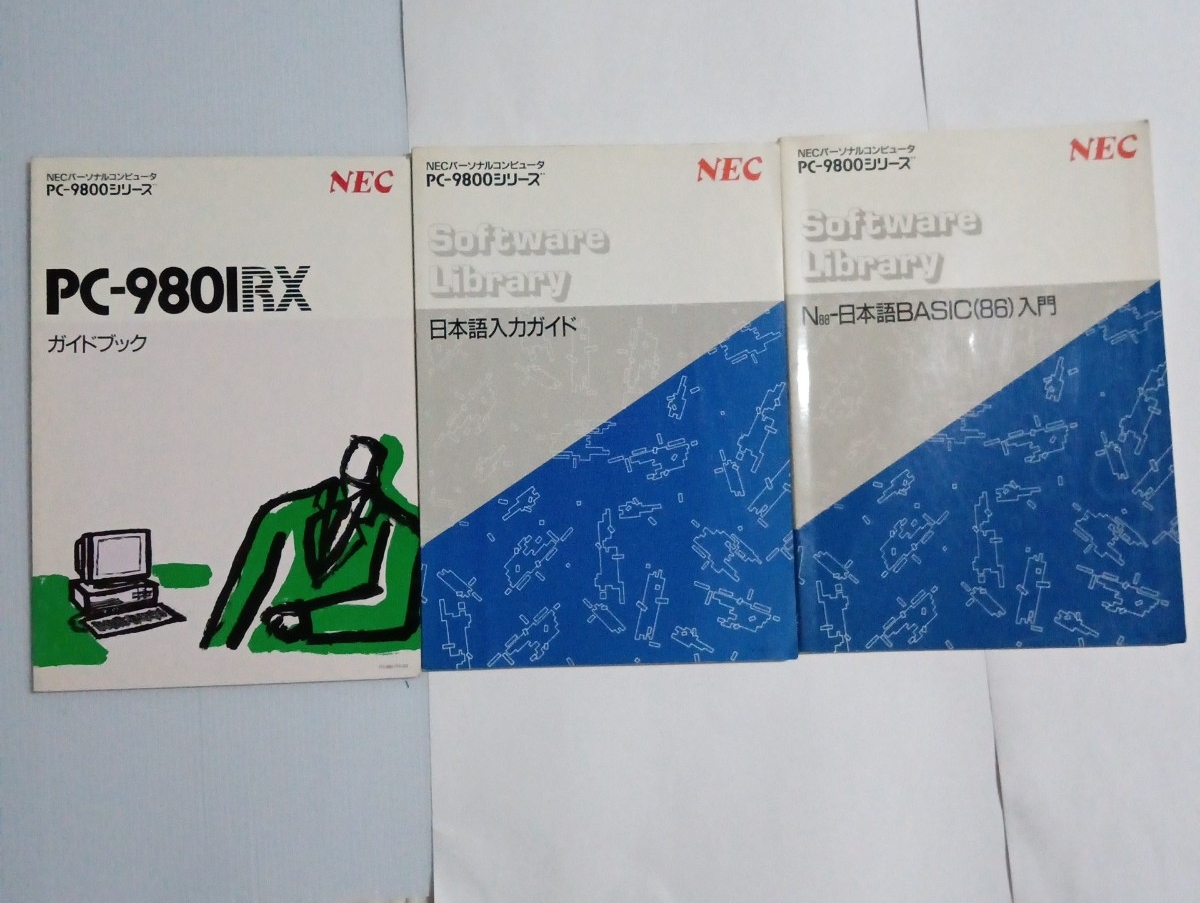 NECパーソナルコンピュータ
PC-9800シリーズ
NEC
PC-9801RX
ガイドブック
NECパーソナルコンピュータ
PC-9800シリーズ
NEC
Software
Library
日本語入力ガイド
NECパーソナルコンピュータ
PC-9800シリーズ
NEC
Software
Library
N88-日本語BASIC(86)入門